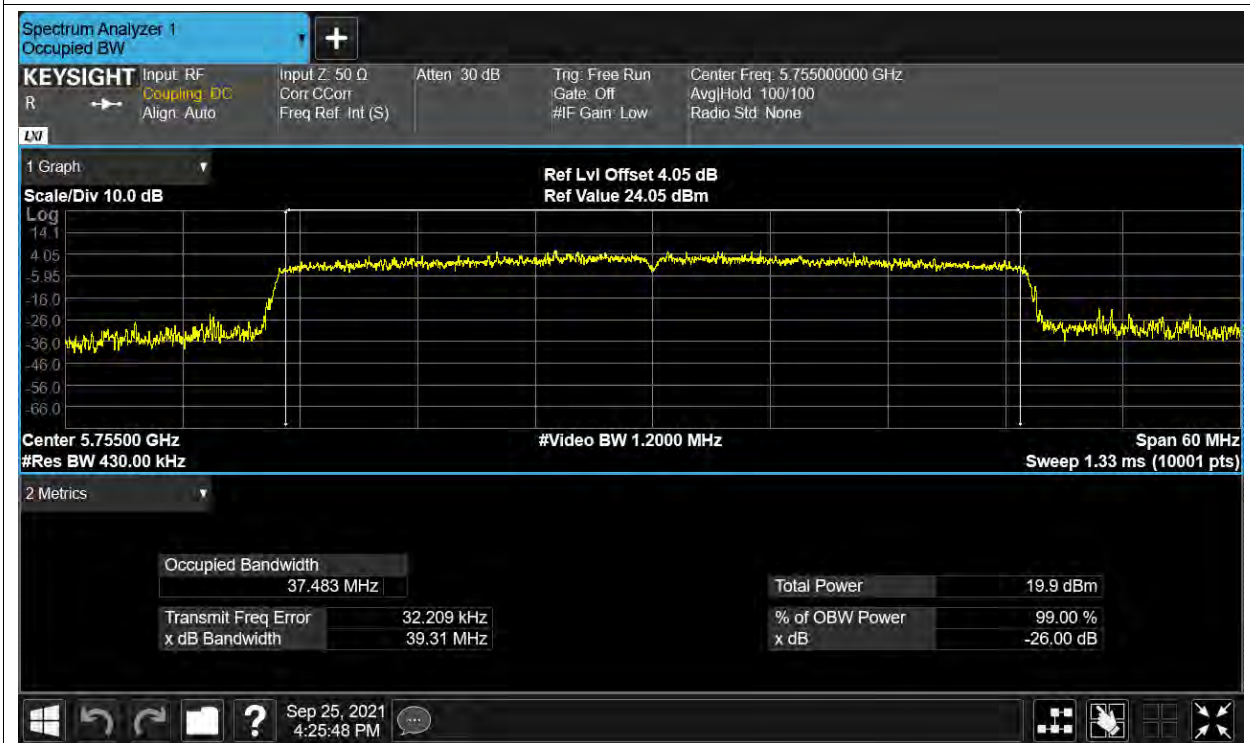 Spectrum Analyzer 1
Occupied BW
+
KEYSIGHT Input: RF Input Z: 50 Ω Atten: 30 dB Trig: Free Run Center Freq: 5.755000000 GHz
R Coupling: DC Corr CCorr Gate: Off Avg|Hold: 100/100
Align: Auto Freq Ref: Int (S) #IF Gain: Low Radio Std: None
LXI
1 Graph
Ref Lvl Offset 4.05 dB
Scale/Div 10.0 dB Ref Value 24.05 dBm
Log
14.1
4.05
-5.95
-16.0
-26.0
-36.0
-46.0
-56.0
-66.0
Center 5.75500 GHz #Video BW 1.2000 MHz Span 60 MHz
#Res BW 430.00 kHz Sweep 1.33 ms (10001 pts)
2 Metrics
Occupied Bandwidth
37.483 MHz Total Power 19.9 dBm
Transmit Freq Error 32.209 kHz % of OBW Power 99.00 %
x dB Bandwidth 39.31 MHz x dB -26.00 dB
? Sep 25, 2021
4:25:48 PM